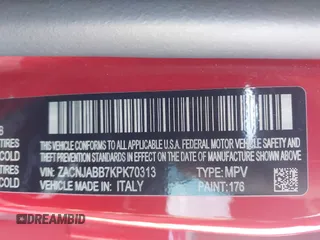 B
TIRES
COLD
TIRES
COLD
THIS VEHICLE CONFORMS TO ALL APPLICABLE U.S.A. FEDERAL MOTOR VEHICLE SAFETY
AND THEFT PREVENTION STANDARDS IN EFFECT ON THE DATE OF MANUFACTURE SHOWN ABOVE.
VIN: ZACNJABB7KPK70313 TYPE: MPV
MADE IN: ITALY PAINT: 176
DREAMBID